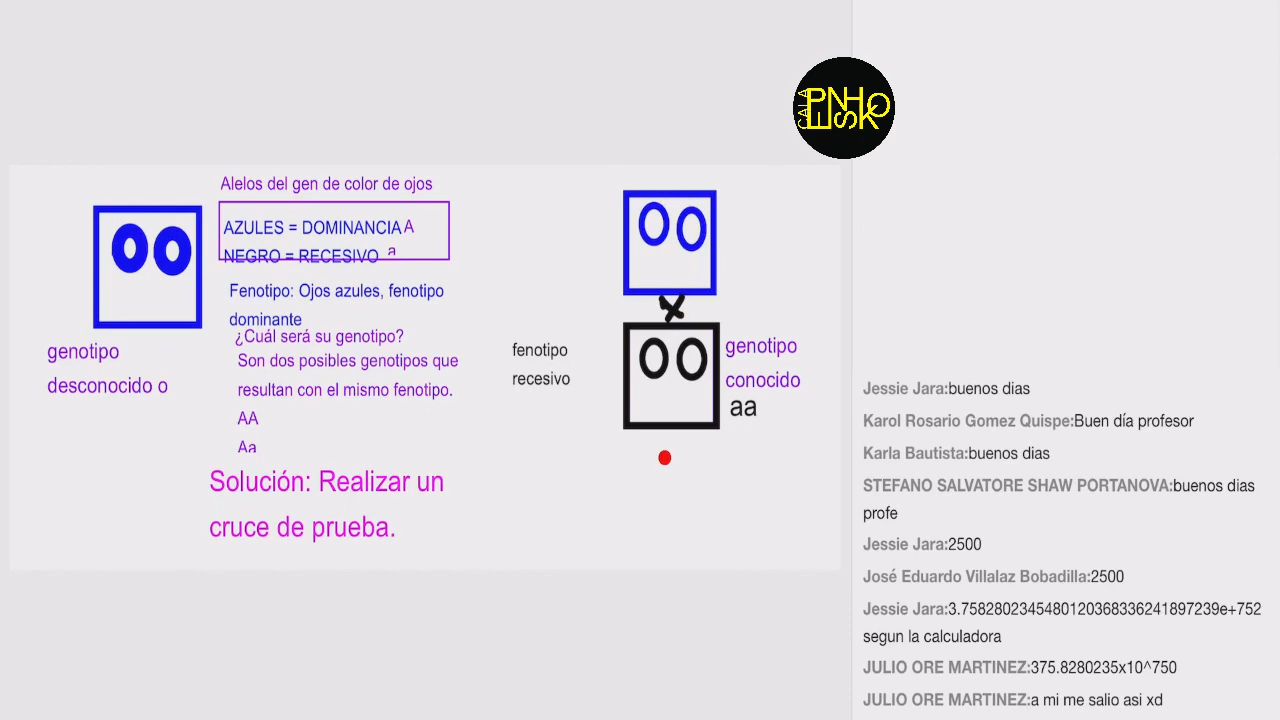 CALA
PENHO
ESK
Alelos del gen de color de ojos
AZULES = DOMINANCIA A
NEGRO = RECESIVO a
Fenotipo: Ojos azules, fenotipo
dominante
¿Cuál será su genotipo?
Son dos posibles genotipos que
resultan con el mismo fenotipo.
AA
Aa
genotipo
desconocido o
Solución: Realizar un
cruce de prueba.
fenotipo
recesivo
genotipo
conocido
aa
Jessie Jara:buenos dias
Karol Rosario Gomez Quispe:Buen día profesor
Karla Bautista:buenos dias
STEFANO SALVATORE SHAW PORTANOVA:buenos dias
profe
Jessie Jara:2500
José Eduardo Villalaz Bobadilla:2500
Jessie Jara:3.7582802345480120368336241897239e+752
segun la calculadora
JULIO ORE MARTINEZ:375.8280235x10^750
JULIO ORE MARTINEZ:a mi me salio asi xd